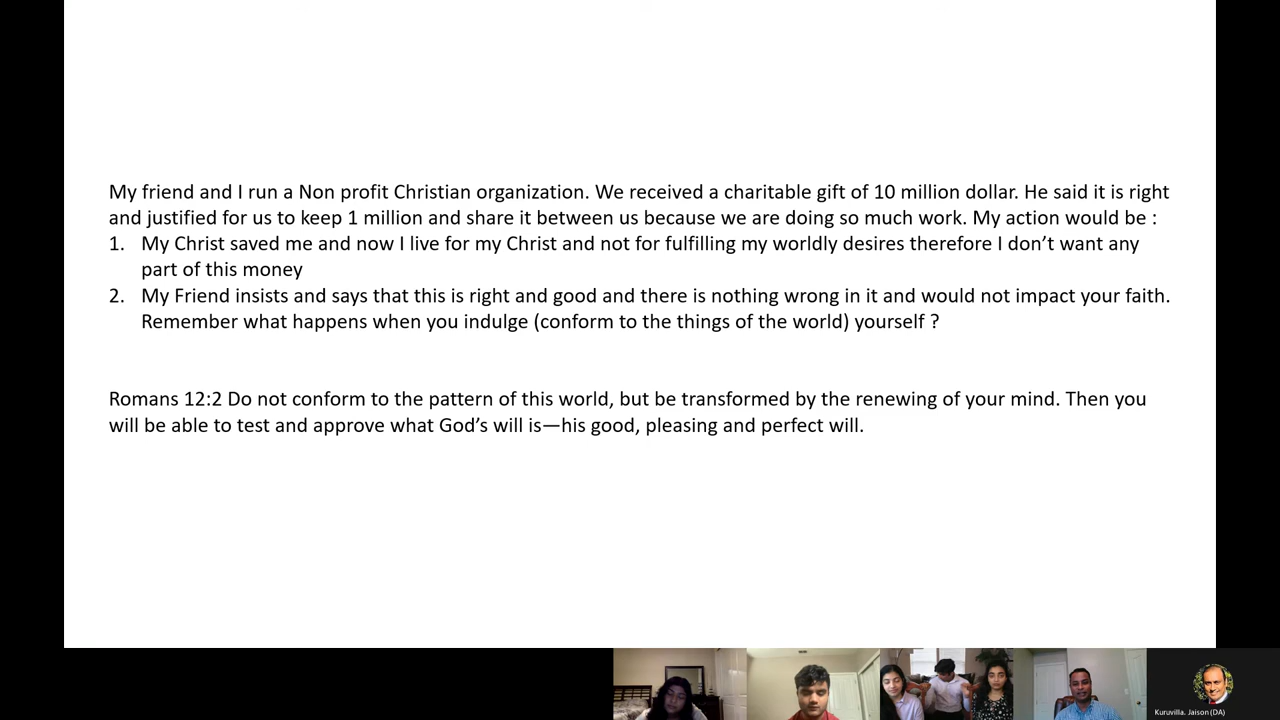 My friend and I run a Non profit Christian organization. We received a charitable gift of 10 million dollar. He said it is right
and justified for us to keep 1 million and share it between us because we are doing so much work. My action would be :
1. My Christ saved me and now I live for my Christ and not for fulfilling my worldly desires therefore I don’t want any
part of this money
2. My Friend insists and says that this is right and good and there is nothing wrong in it and would not impact your faith.
Remember what happens when you indulge (conform to the things of the world) yourself ?
Romans 12:2 Do not conform to the pattern of this world, but be transformed by the renewing of your mind. Then you
will be able to test and approve what God’s will is—his good, pleasing and perfect will.
Kuruvilla. Jaison (DA)